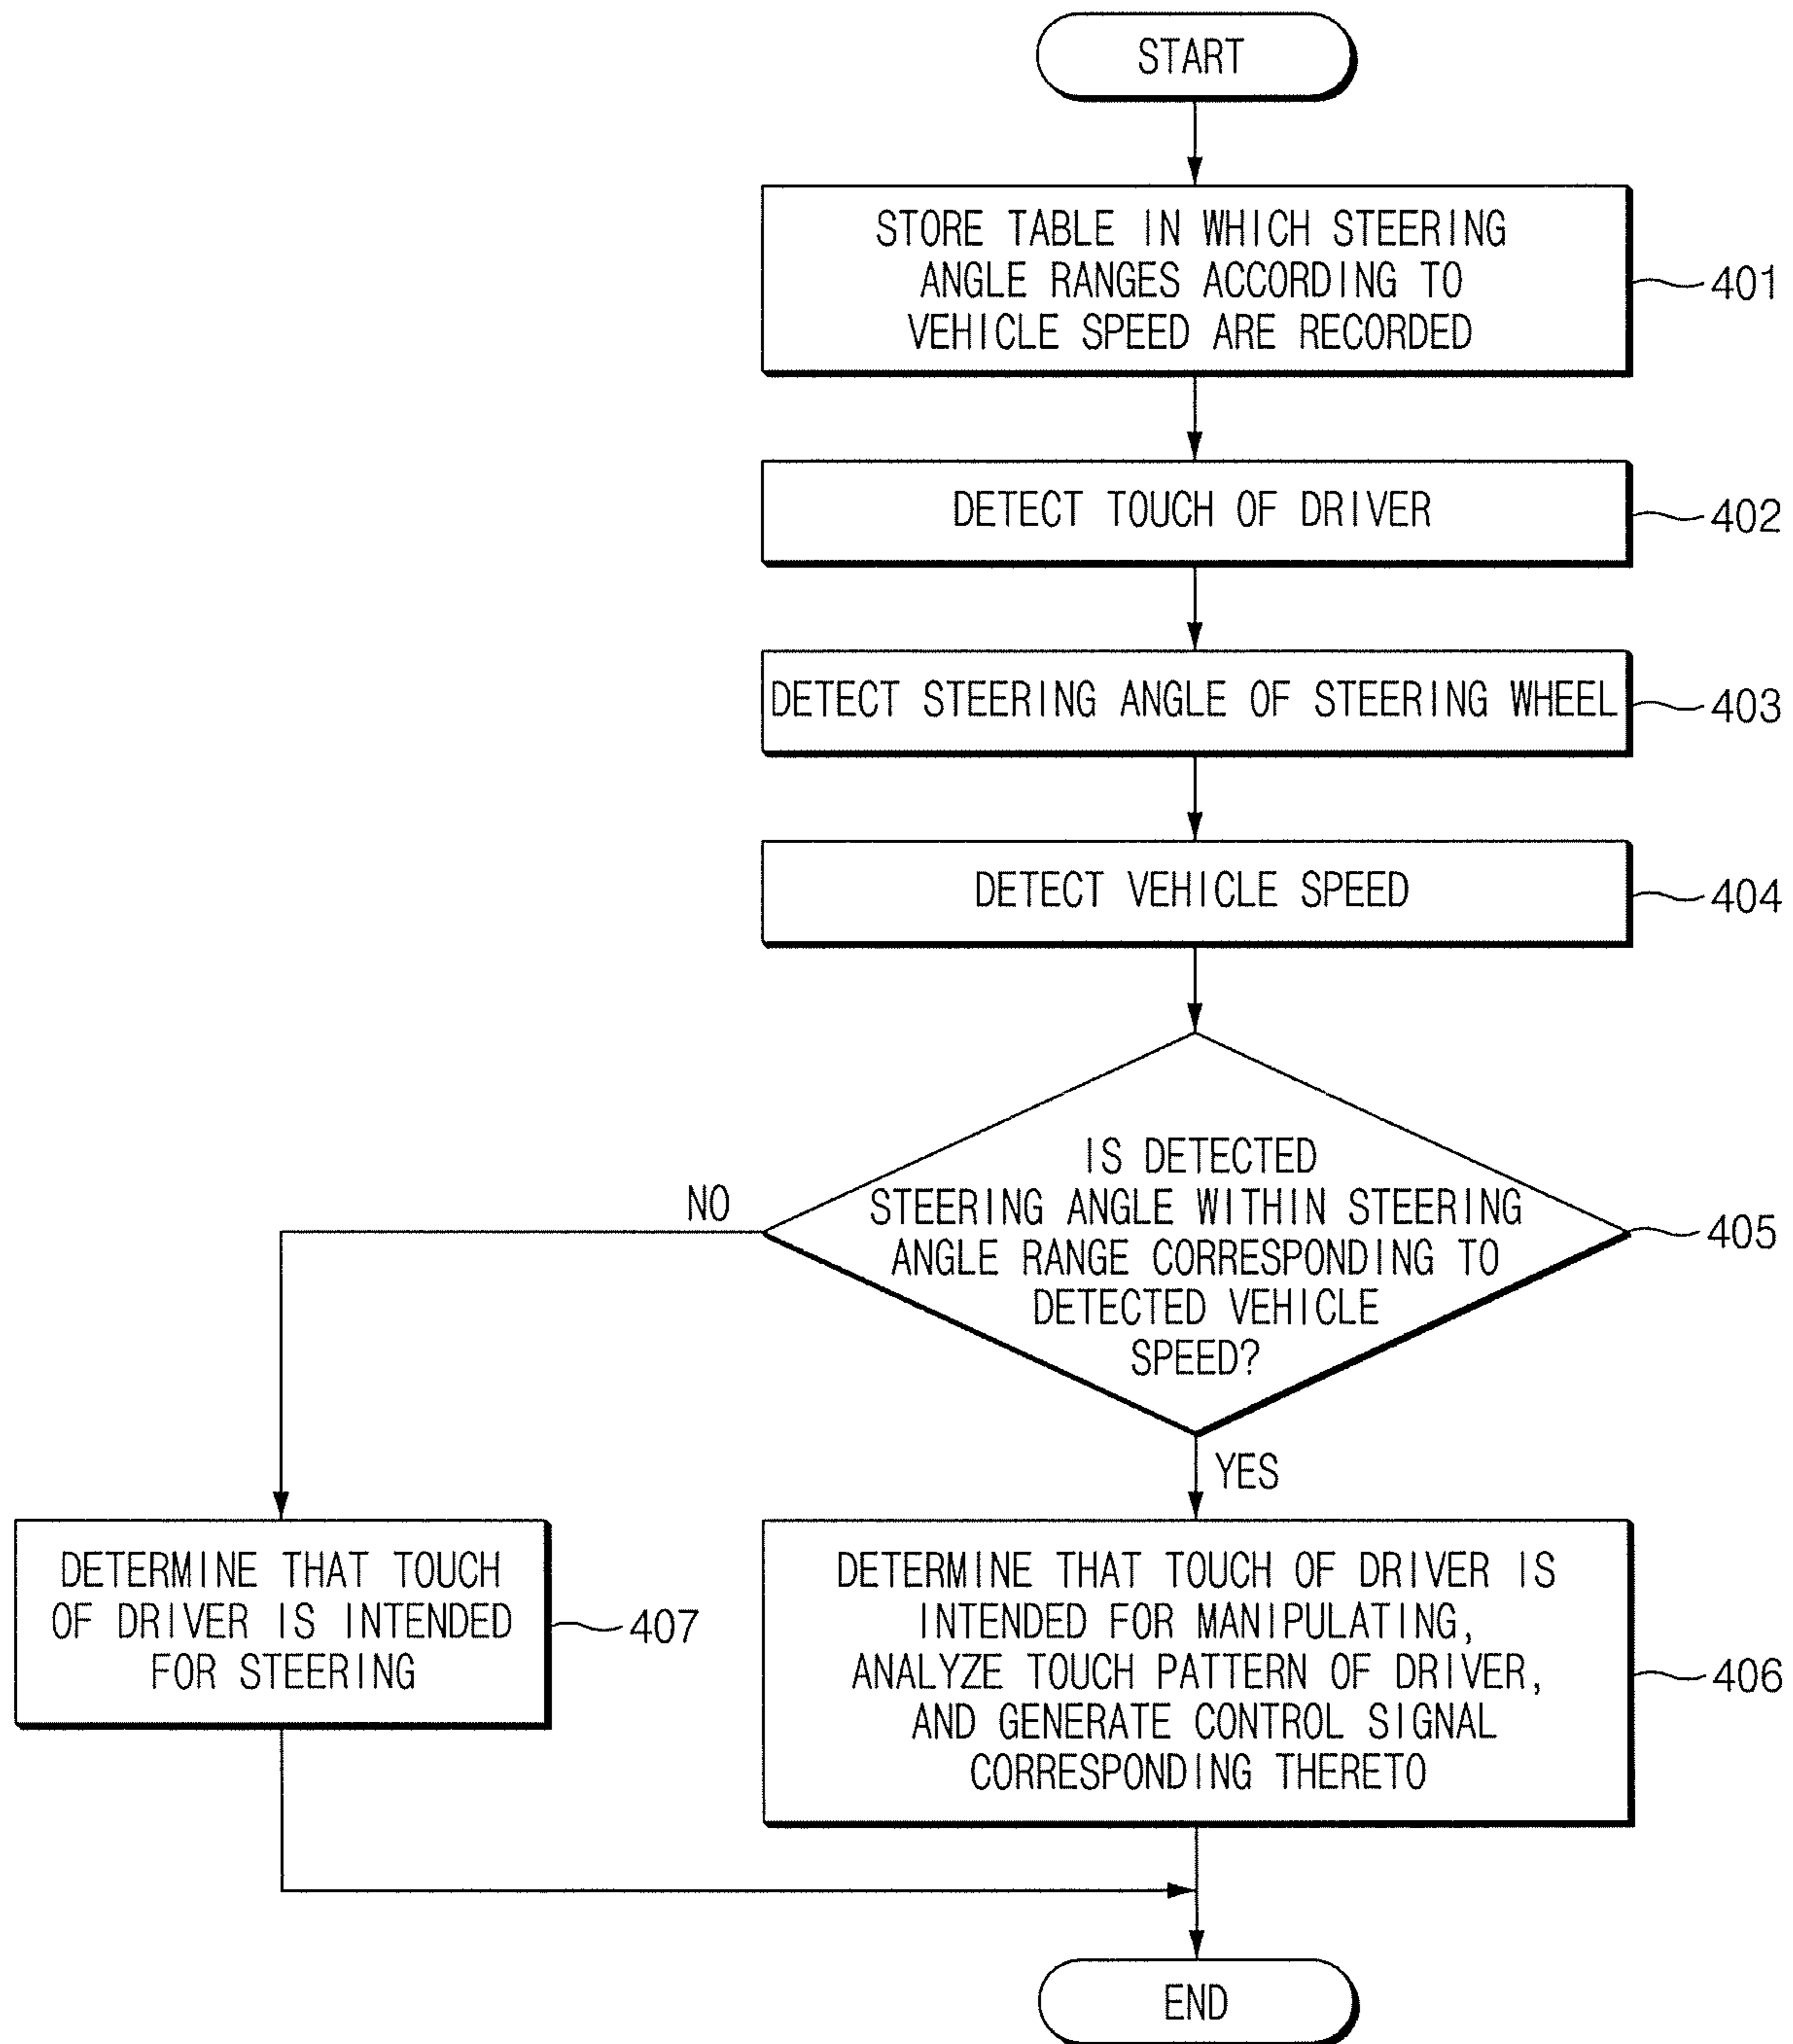 START
STORE TABLE IN WHICH STEERING
ANGLE RANGES ACCORDING TO
VEHICLE SPEED ARE RECORDED
401
DETECT TOUCH OF DRIVER
402
DETECT STEERING ANGLE OF STEERING WHEEL
403
DETECT VEHICLE SPEED
404
IS DETECTED
STEERING ANGLE WITHIN STEERING
ANGLE RANGE CORRESPONDING TO
DETECTED VEHICLE
SPEED?
405
NO
YES
DETERMINE THAT TOUCH
OF DRIVER IS INTENDED
FOR STEERING
407
DETERMINE THAT TOUCH OF DRIVER IS
INTENDED FOR MANIPULATING,
ANALYZE TOUCH PATTERN OF DRIVER,
AND GENERATE CONTROL SIGNAL
CORRESPONDING THERETO
406
END